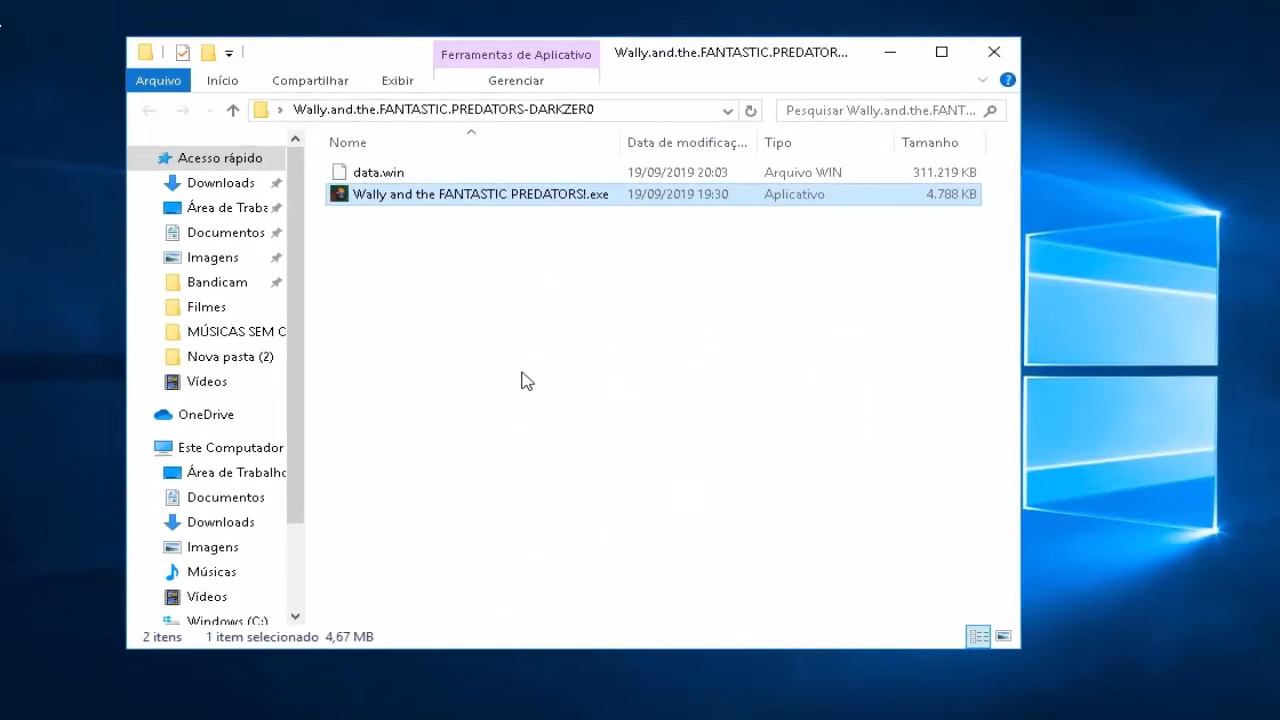 Ferramentas de Aplicativo
Wally.and.the.FANTASTIC.PREDATOR...
Arquivo
Início
Compartilhar
Exibir
Gerenciar
Wally.and.the.FANTASTIC.PREDATORS-DARKZER0
Pesquisar Wally.and.the.FANT...
Nome
Data de modificaç...
Tipo
Tamanho
data.win
19/09/2019 20:03
Arquivo WIN
311.219 KB
Wally and the FANTASTIC PREDATORS!.exe
19/09/2019 19:30
Aplicativo
4.788 KB
Acesso rápido
Downloads
Área de Traba
Documentos
Imagens
Bandicam
Filmes
MÚSICAS SEM C
Nova pasta (2)
Vídeos
OneDrive
Este Computador
Área de Trabalho
Documentos
Downloads
Imagens
Músicas
Vídeos
Windows (C:)
2 itens
1 item selecionado 4,67 MB